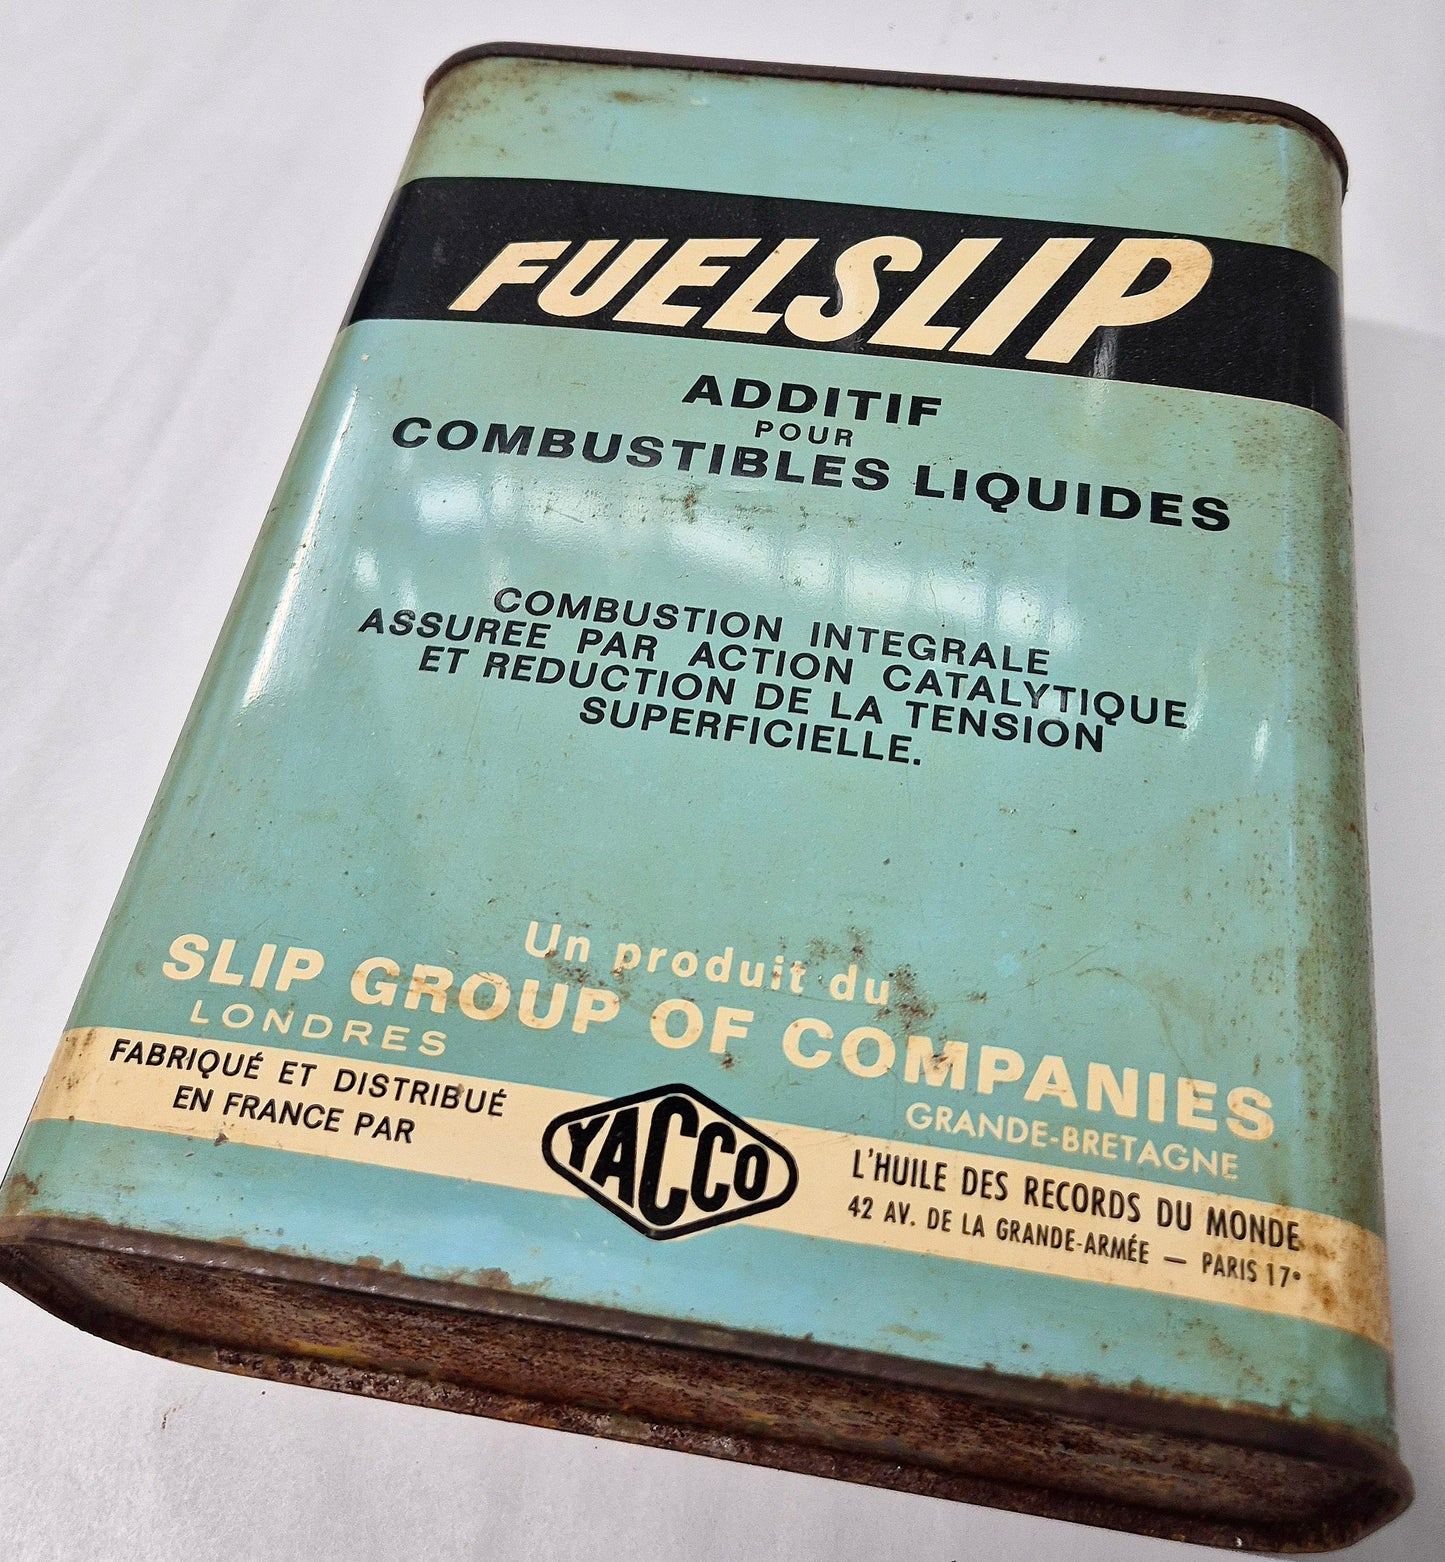 FUELSLIP
ADDITIF
POUR
COMBUSTIBLES LIQUIDES
COMBUSTION INTEGRALE
ASSUREE PAR ACTION CATALYTIQUE
ET REDUCTION DE LA TENSION
SUPERFICIELLE.
Un produit du
SLIP GROUP OF COMPANIES
LONDRES
GRANDE-BRETAGNE
FABRIQUÉ ET DISTRIBUÉ
EN FRANCE PAR
YACCO
L'HUILE DES RECORDS DU MONDE
42 AV. DE LA GRANDE-ARMÉE — PARIS 17e